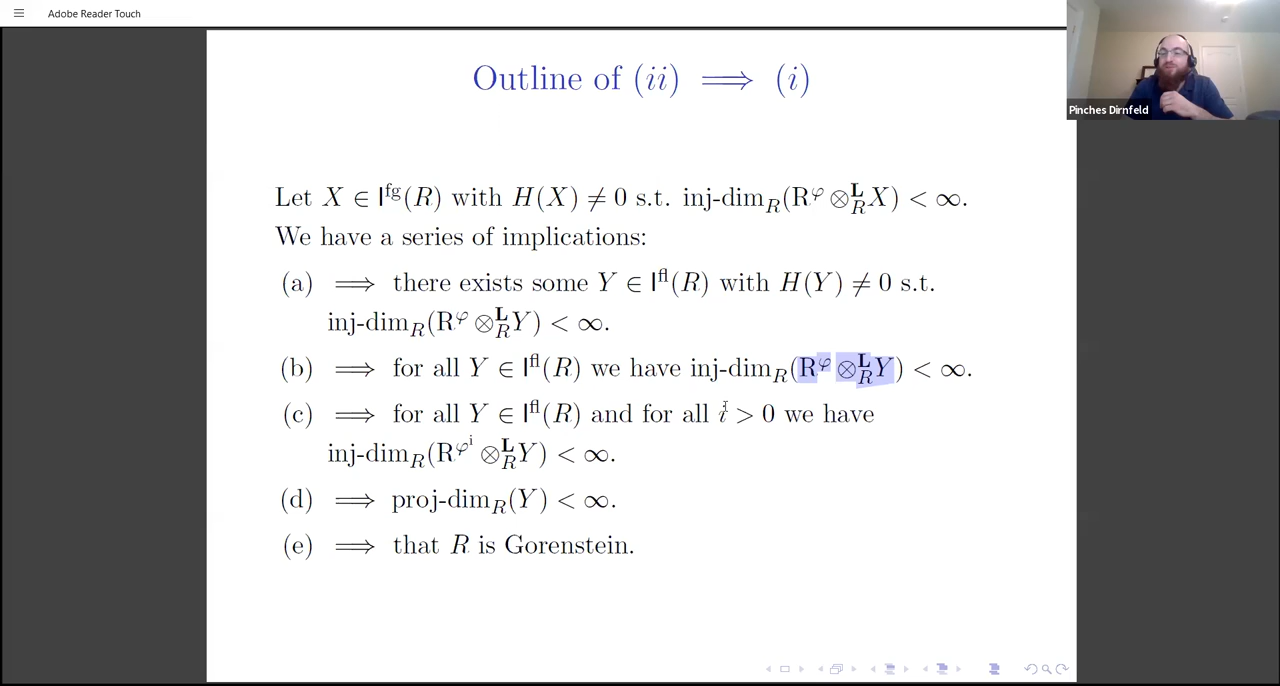 Adobe Reader Touch
Pinches Dirnfeld
Outline of (ii) ⟹ (i)
Let X ∈ I^fg(R) with H(X) ≠ 0 s.t. inj-dim_R(R^φ ⊗^L_R X) < ∞.
We have a series of implications:
(a) ⟹ there exists some Y ∈ I^fl(R) with H(Y) ≠ 0 s.t.
inj-dim_R(R^φ ⊗^L_R Y) < ∞.
(b) ⟹ for all Y ∈ I^fl(R) we have inj-dim_R(R^φ ⊗^L_R Y) < ∞.
(c) ⟹ for all Y ∈ I^fl(R) and for all i > 0 we have
inj-dim_R(R^φ^i ⊗^L_R Y) < ∞.
(d) ⟹ proj-dim_R(Y) < ∞.
(e) ⟹ that R is Gorenstein.